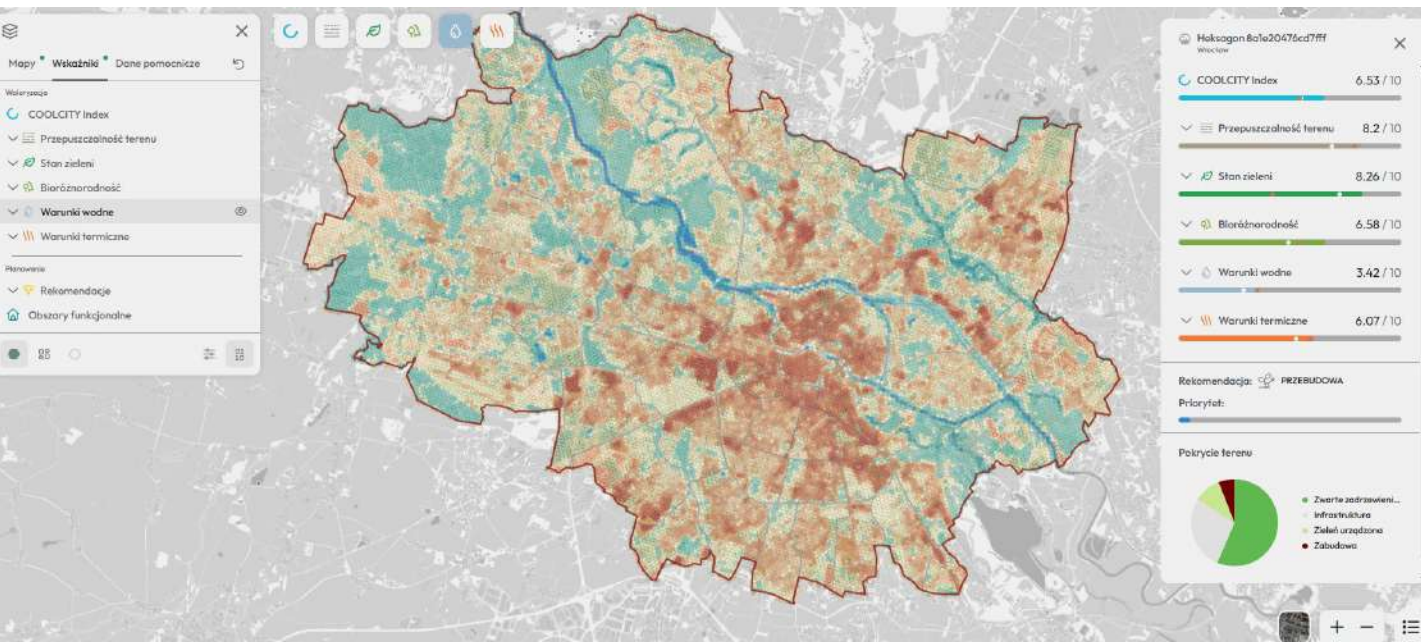 Mapy Wskaźniki Dane pomocnicze
Waloryzacja
COOLCITY Index
Przepuszczalność terenu
Stan zieleni
Bioróżnorodność
Warunki wodne
Warunki termiczne
Planowanie
Rekomendacje
Obszary funkcjonalne
Heksagon 8a1e20476cd7fff
Wrocław
COOLCITY Index 6.53 / 10
Przepuszczalność terenu 8.2 / 10
Stan zieleni 8.26 / 10
Bioróżnorodność 6.58 / 10
Warunki wodne 3.42 / 10
Warunki termiczne 6.07 / 10
Rekomendacja: PRZEBUDOWA
Priorytet:
Pokrycie terenu
Zwarte zadrzewieni...
Infrastruktura
Zieleń urządzona
Zabudowa